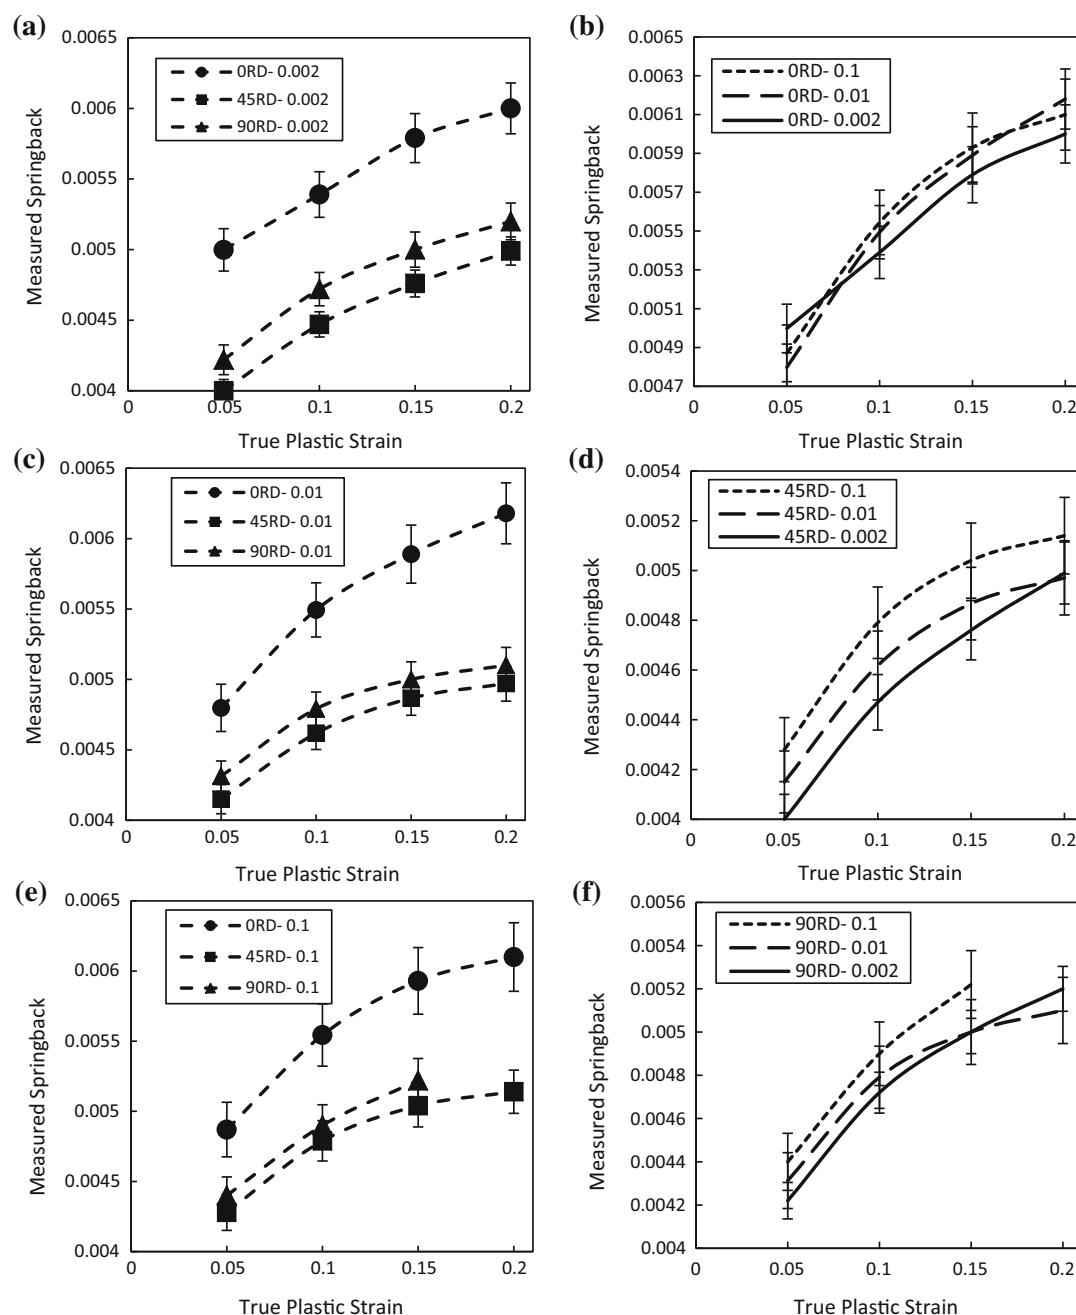 (a)
0.0065
0.006
0.0055
0.005
0.0045
0.004
0
0.05
0.1
0.15
0.2
Measured Springback
True Plastic Strain
0RD- 0.002
45RD- 0.002
90RD- 0.002
(b)
0.0065
0.0063
0.0061
0.0059
0.0057
0.0055
0.0053
0.0051
0.0049
0.0047
0
0.05
0.1
0.15
0.2
Measured Springback
True Plastic Strain
0RD- 0.1
0RD- 0.01
0RD- 0.002
(c)
0.0065
0.006
0.0055
0.005
0.0045
0.004
0
0.05
0.1
0.15
0.2
Measured Springback
True Plastic Strain
0RD- 0.01
45RD- 0.01
90RD- 0.01
(d)
0.0054
0.0052
0.005
0.0048
0.0046
0.0044
0.0042
0.004
0
0.05
0.1
0.15
0.2
Measured Springback
True Plastic Strain
45RD- 0.1
45RD- 0.01
45RD- 0.002
(e)
0.0065
0.006
0.0055
0.005
0.0045
0.004
0
0.05
0.1
0.15
0.2
Measured Springback
True Plastic Strain
0RD- 0.1
45RD- 0.1
90RD- 0.1
(f)
0.0056
0.0054
0.0052
0.005
0.0048
0.0046
0.0044
0.0042
0.004
0
0.05
0.1
0.15
0.2
Measured Springback
True Plastic Strain
90RD- 0.1
90RD- 0.01
90RD- 0.002